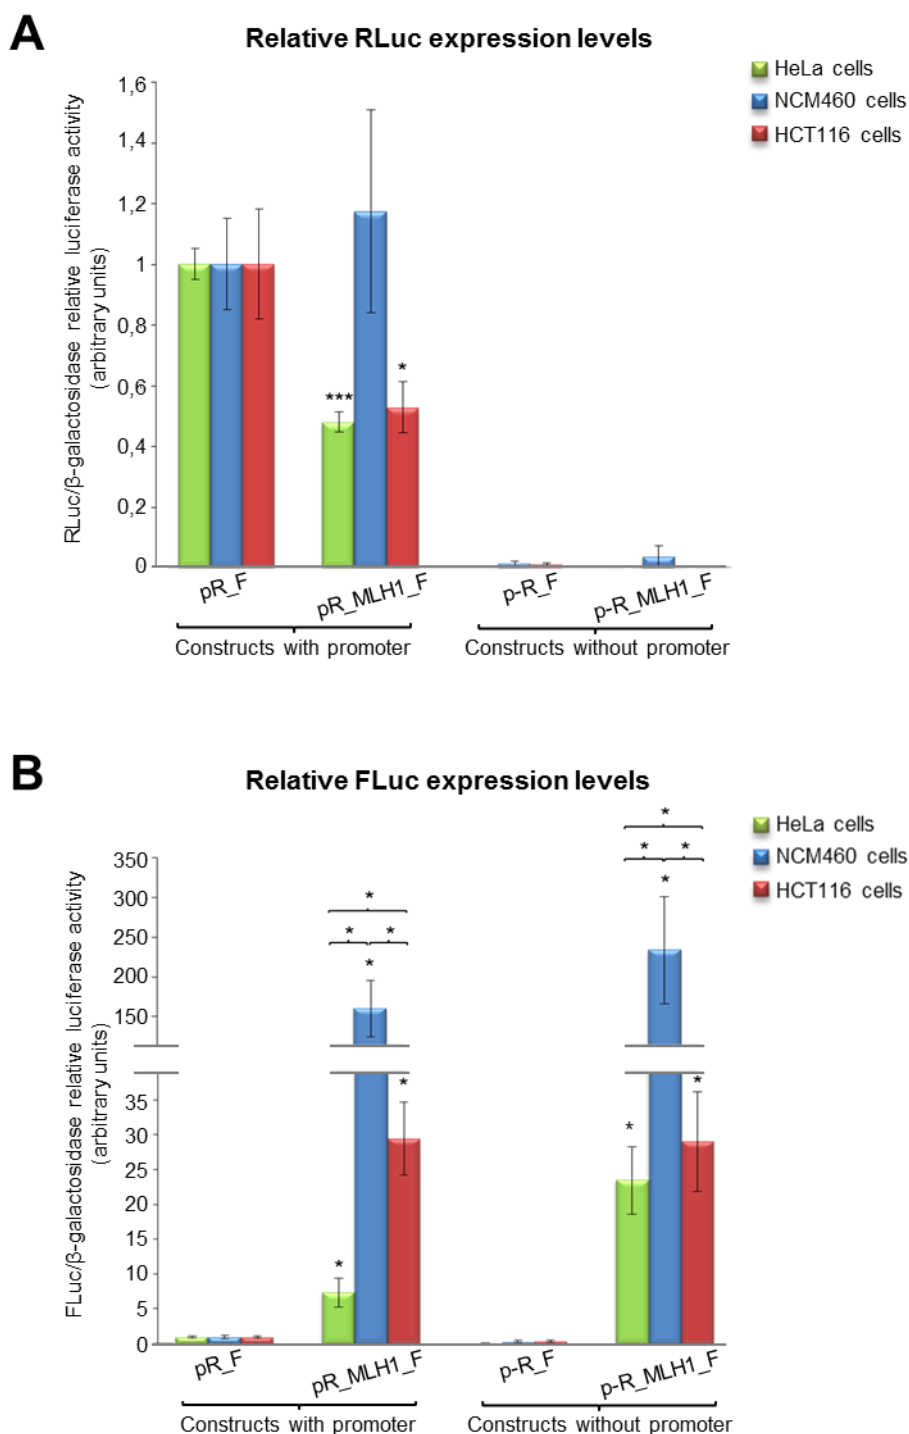 A
Relative RLuc expression levels
HeLa cells
NCM460 cells
HCT116 cells
RLuc/β-galactosidase relative luciferase activity
(arbitrary units)
1,6
1,4
1,2
1
0,8
0,6
0,4
0,2
0
***
*
pR_F
pR_MLH1_F
p-R_F
p-R_MLH1_F
Constructs with promoter
Constructs without promoter
B
Relative FLuc expression levels
HeLa cells
NCM460 cells
HCT116 cells
FLuc/β-galactosidase relative luciferase activity
(arbitrary units)
350
300
250
200
150
35
30
25
20
15
10
5
0
*
* *
*
*
*
*
* *
*
*
*
pR_F
pR_MLH1_F
p-R_F
p-R_MLH1_F
Constructs with promoter
Constructs without promoter